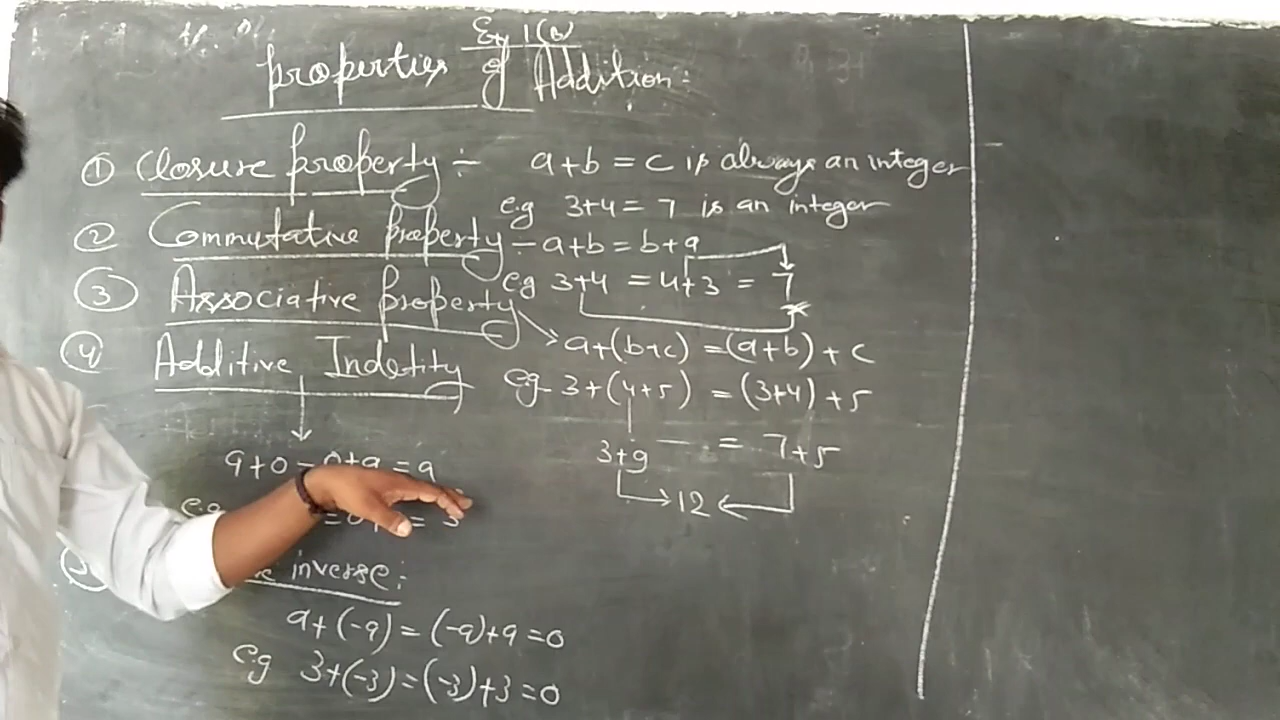 Ex 1(B)
properties of Addition:
① Closure property :- a+b = c is always an integer
e.g 3+4 = 7 is an integer
② Commutative property - a+b = b+a
e.g 3+4 = 4+3 = 7
③ Associative property
a+(b+c) = (a+b)+c
④ Additive Indetity
e.g- 3+(4+5) = (3+4)+5
3+9 = 7+5
12
a+0 = 0+a = a
e.g = 3
inverse:
a+(-a) = (-a)+a = 0
e.g 3+(-3) = (-3)+3 = 0